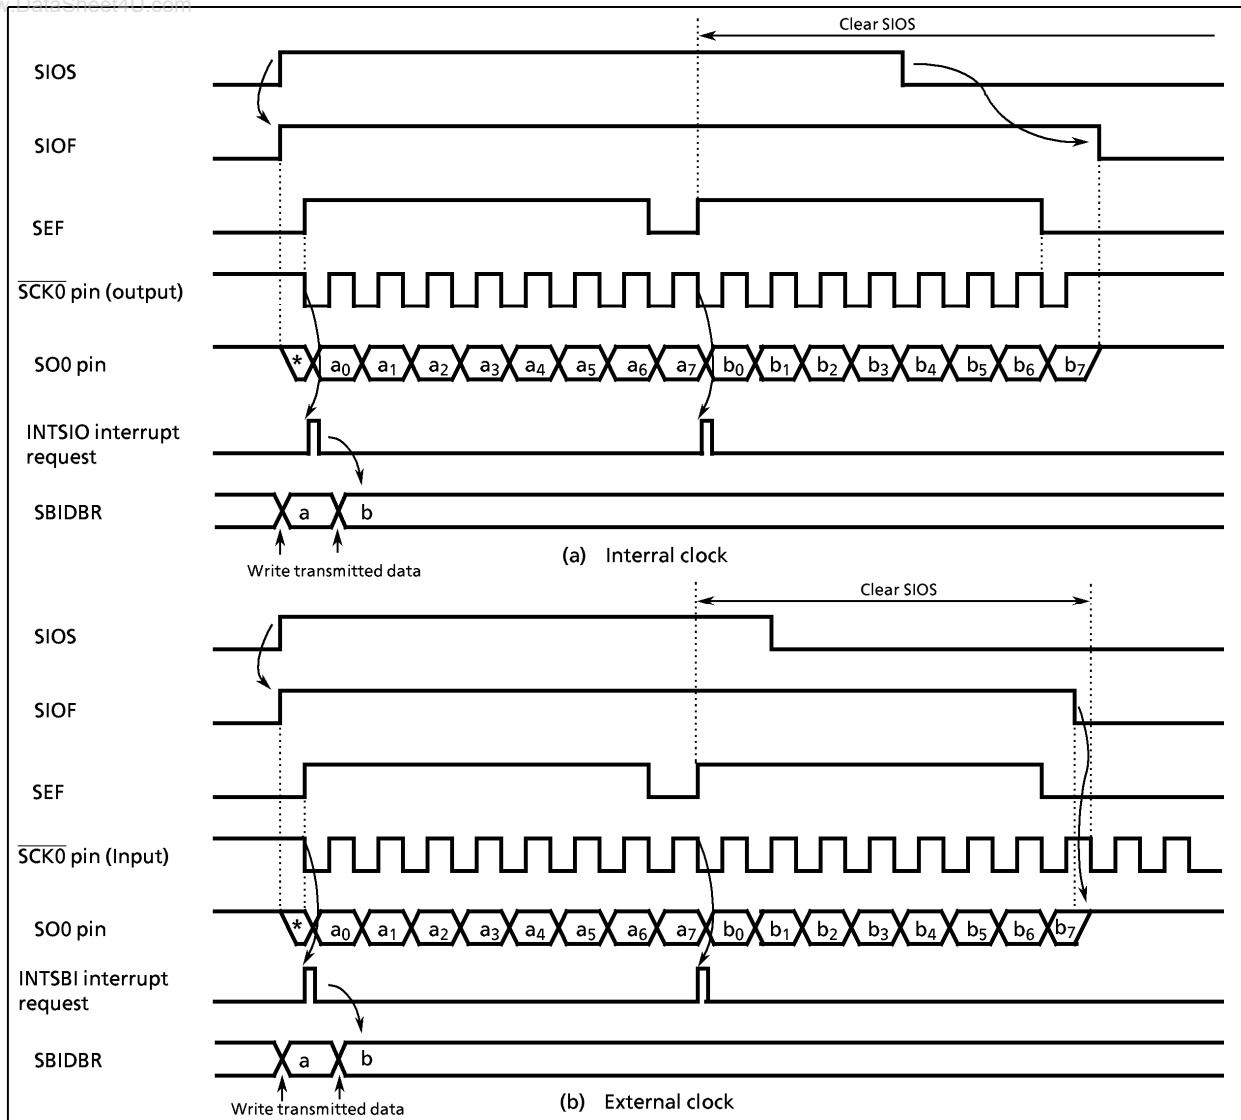 w.DataSheet4U.com
Clear SIOS
SIOS
SIOF
SEF
SCK0 pin (output)
SO0 pin
* a0 a1 a2 a3 a4 a5 a6 a7 b0 b1 b2 b3 b4 b5 b6 b7
INTSIO interrupt
request
SBIDBR
a b
Write transmitted data
(a) Interral clock
Clear SIOS
SIOS
SIOF
SEF
SCK0 pin (Input)
SO0 pin
* a0 a1 a2 a3 a4 a5 a6 a7 b0 b1 b2 b3 b4 b5 b6 b7
INTSBI interrupt
request
SBIDBR
a b
Write transmitted data
(b) External clock